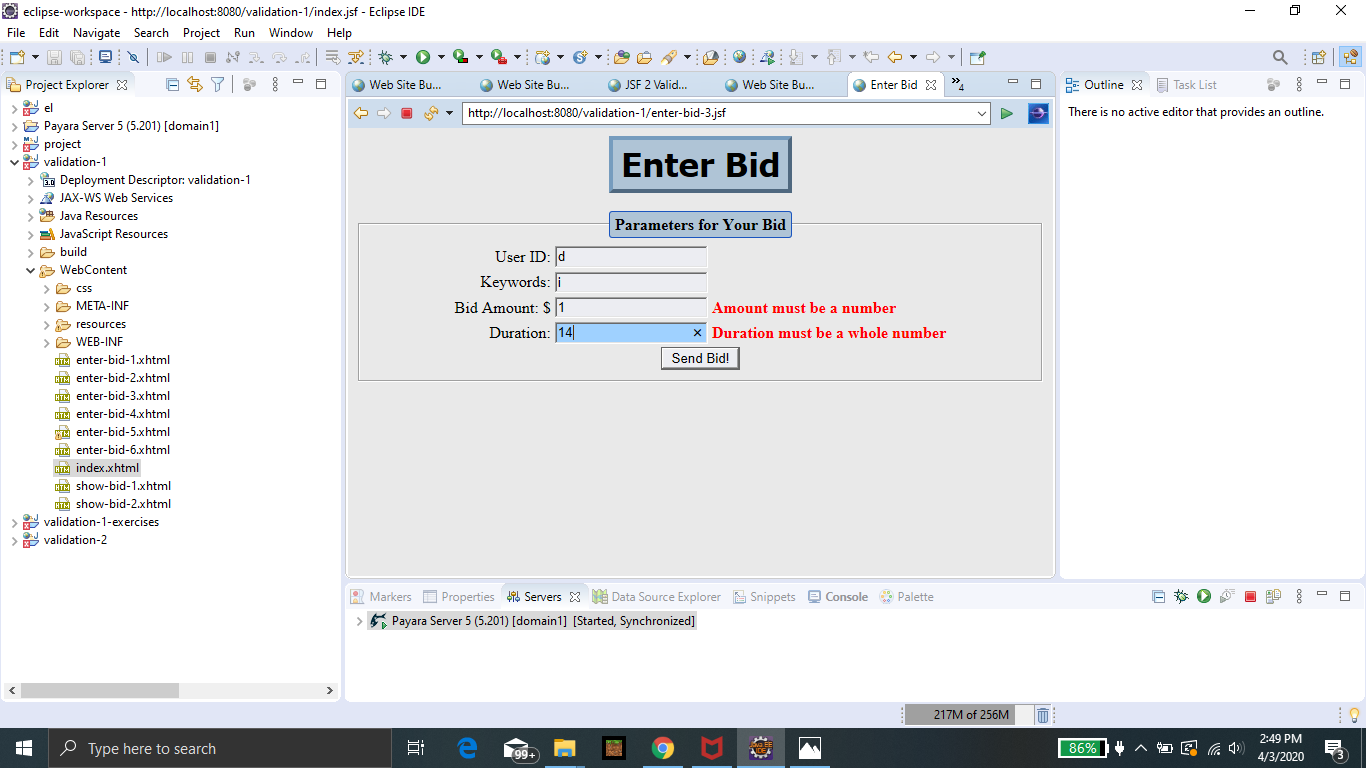 eclipse-workspace - http://localhost:8080/validation-1/index.jsf - Eclipse IDE
File Edit Navigate Search Project Run Window Help
Project Explorer
el
Payara Server 5 (5.201) [domain1]
project
validation-1
Deployment Descriptor: validation-1
JAX-WS Web Services
Java Resources
JavaScript Resources
build
WebContent
css
META-INF
resources
WEB-INF
enter-bid-1.xhtml
enter-bid-2.xhtml
enter-bid-3.xhtml
enter-bid-4.xhtml
enter-bid-5.xhtml
enter-bid-6.xhtml
index.xhtml
show-bid-1.xhtml
show-bid-2.xhtml
validation-1-exercises
validation-2
Web Site Bu... Web Site Bu... JSF 2 Valid... Web Site Bu... Enter Bid »4
http://localhost:8080/validation-1/enter-bid-3.jsf
Enter Bid
Parameters for Your Bid
User ID: d
Keywords: i
Bid Amount: $ 1 Amount must be a number
Duration: 14 Duration must be a whole number
Send Bid!
Outline Task List
There is no active editor that provides an outline.
Markers Properties Servers Data Source Explorer Snippets Console Palette
Payara Server 5 (5.201) [domain1] [Started, Synchronized]
217M of 256M
Type here to search
99+
86%
2:49 PM
4/3/2020
3